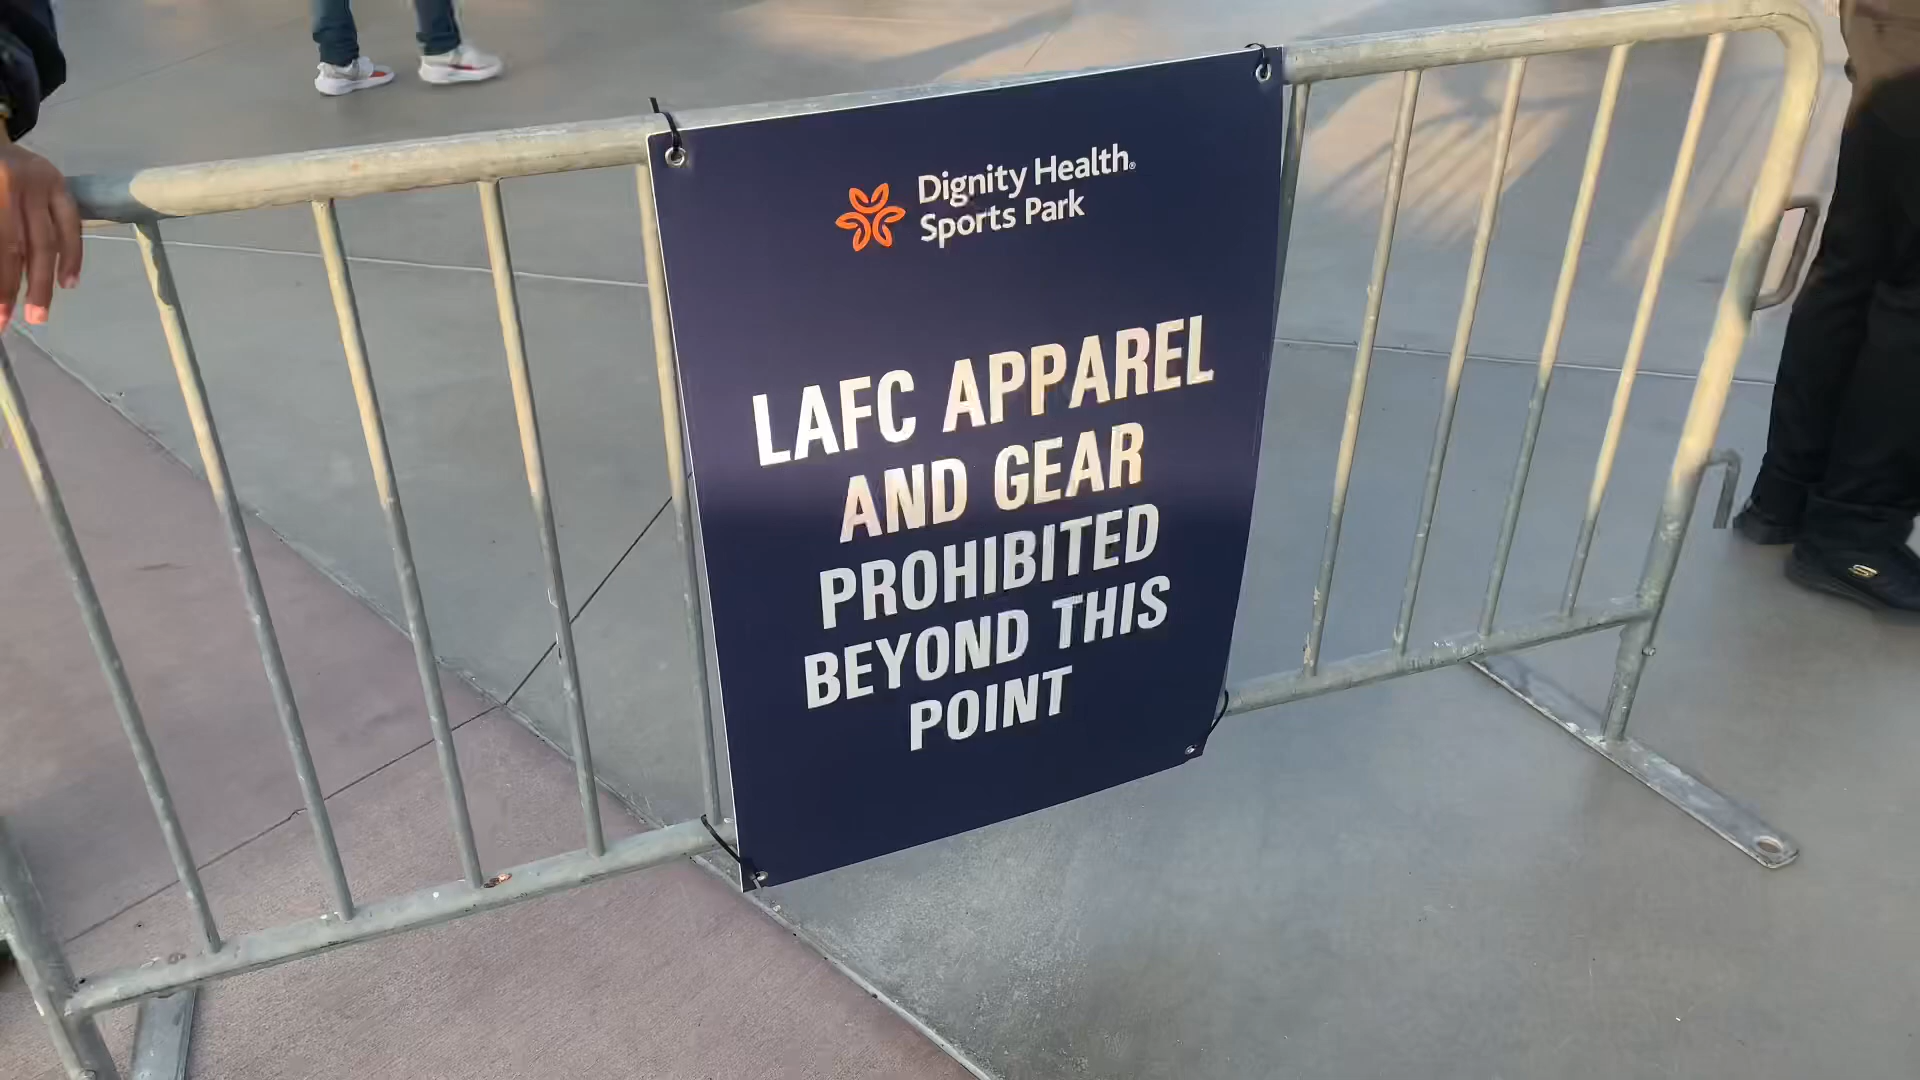 Dignity Health®
Sports Park
LAFC APPAREL
AND GEAR
PROHIBITED
BEYOND THIS
POINT